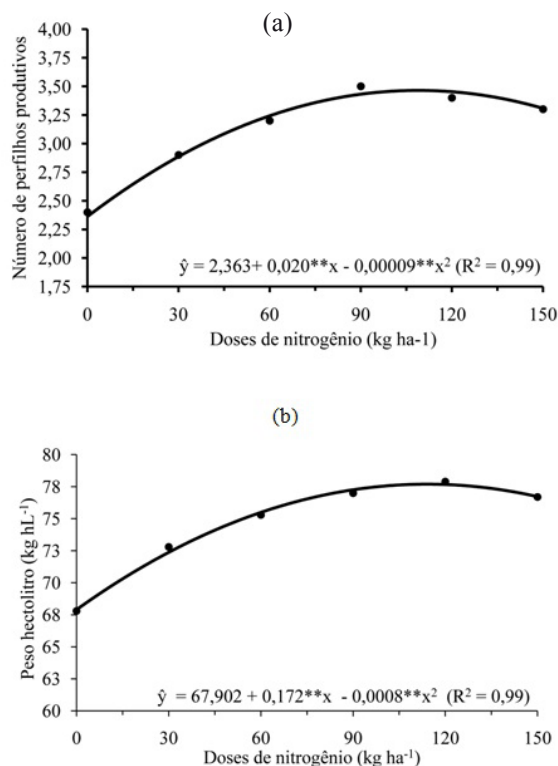 (a)
Número de perfilhos produtivos
4,00
3,75
3,50
3,25
3,00
2,75
2,50
2,25
2,00
1,75
ŷ = 2,363+ 0,020**x - 0,00009**x² (R² = 0,99)
0 30 60 90 120 150
Doses de nitrogênio (kg ha-1)
(b)
Peso hectolitro (kg hL⁻¹)
80
78
75
73
70
68
65
63
60
ŷ = 67,902 + 0,172**x - 0,0008**x² (R² = 0,99)
0 30 60 90 120 150
Doses de nitrogênio (kg ha⁻¹)